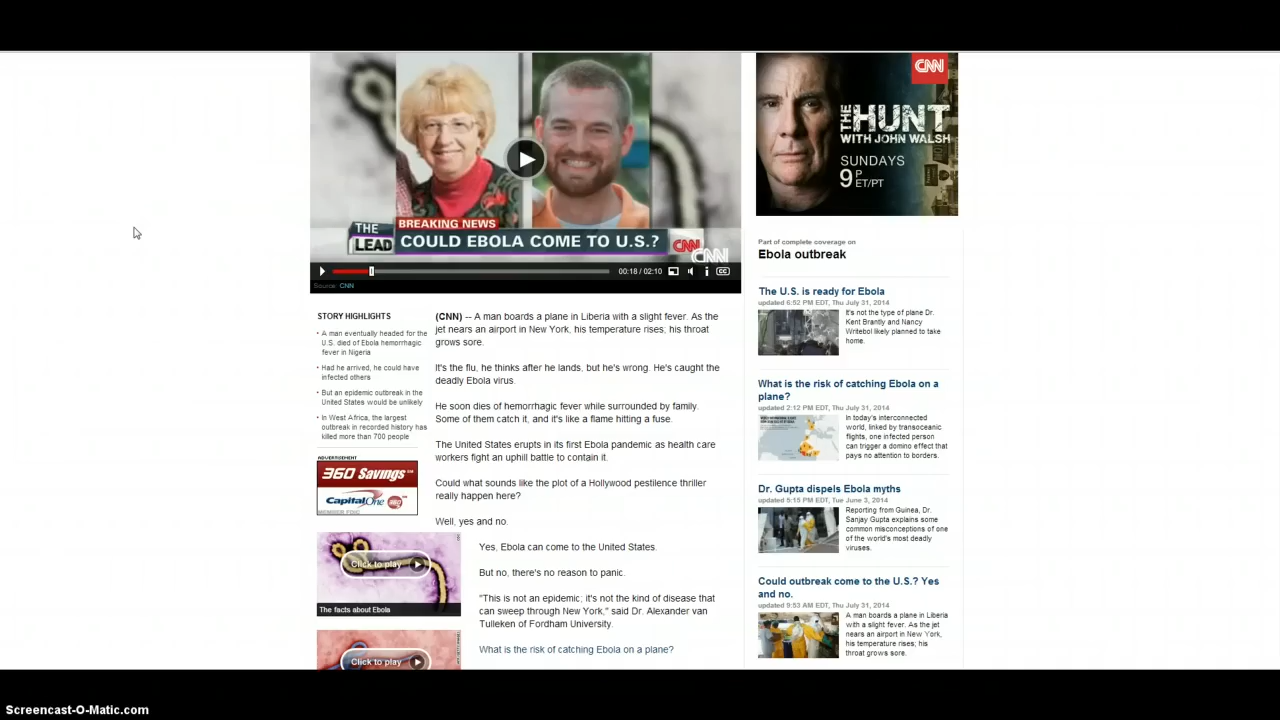 THE
LEAD
BREAKING NEWS
COULD EBOLA COME TO U.S.?
CNN
CNN
00:18 / 02:10
CC
Source: CNN
STORY HIGHLIGHTS
A man eventually headed for the
U.S. died of Ebola hemorrhagic
fever in Nigeria
Had he arrived, he could have
infected others
But an epidemic outbreak in the
United States would be unlikely
In West Africa, the largest
outbreak in recorded history has
killed more than 700 people
ADVERTISEMENT
360 Savings
Capital One 360
MEMBER FDIC
Click to play
The facts about Ebola
Click to play
(CNN) -- A man boards a plane in Liberia with a slight fever. As the
jet nears an airport in New York, his temperature rises; his throat
grows sore.
It's the flu, he thinks after he lands, but he's wrong. He's caught the
deadly Ebola virus.
He soon dies of hemorrhagic fever while surrounded by family.
Some of them catch it, and it's like a flame hitting a fuse.
The United States erupts in its first Ebola pandemic as health care
workers fight an uphill battle to contain it.
Could what sounds like the plot of a Hollywood pestilence thriller
really happen here?
Well, yes and no.
Yes, Ebola can come to the United States.
But no, there's no reason to panic.
"This is not an epidemic; it's not the kind of disease that
can sweep through New York," said Dr. Alexander van
Tulleken of Fordham University.
What is the risk of catching Ebola on a plane?
CNN
THE HUNT
WITH JOHN WALSH
SUNDAYS
9P ET/PT
Part of complete coverage on
Ebola outbreak
The U.S. is ready for Ebola
updated 6:52 PM EDT, Thu July 31, 2014
It's not the type of plane Dr.
Kent Brantly and Nancy
Writebol likely planned to take
home.
What is the risk of catching Ebola on a
plane?
updated 2:12 PM EDT, Thu July 31, 2014
In today's interconnected
world, linked by transoceanic
flights, one infected person
can trigger a domino effect that
pays no attention to borders.
Dr. Gupta dispels Ebola myths
updated 5:15 PM EDT, Tue June 3, 2014
Reporting from Guinea, Dr.
Sanjay Gupta explains some
common misconceptions of one
of the world's most deadly
viruses.
Could outbreak come to the U.S.? Yes
and no.
updated 9:53 AM EDT, Thu July 31, 2014
A man boards a plane in Liberia
with a slight fever. As the jet
nears an airport in New York,
his temperature rises; his
throat grows sore.
Screencast-O-Matic.com